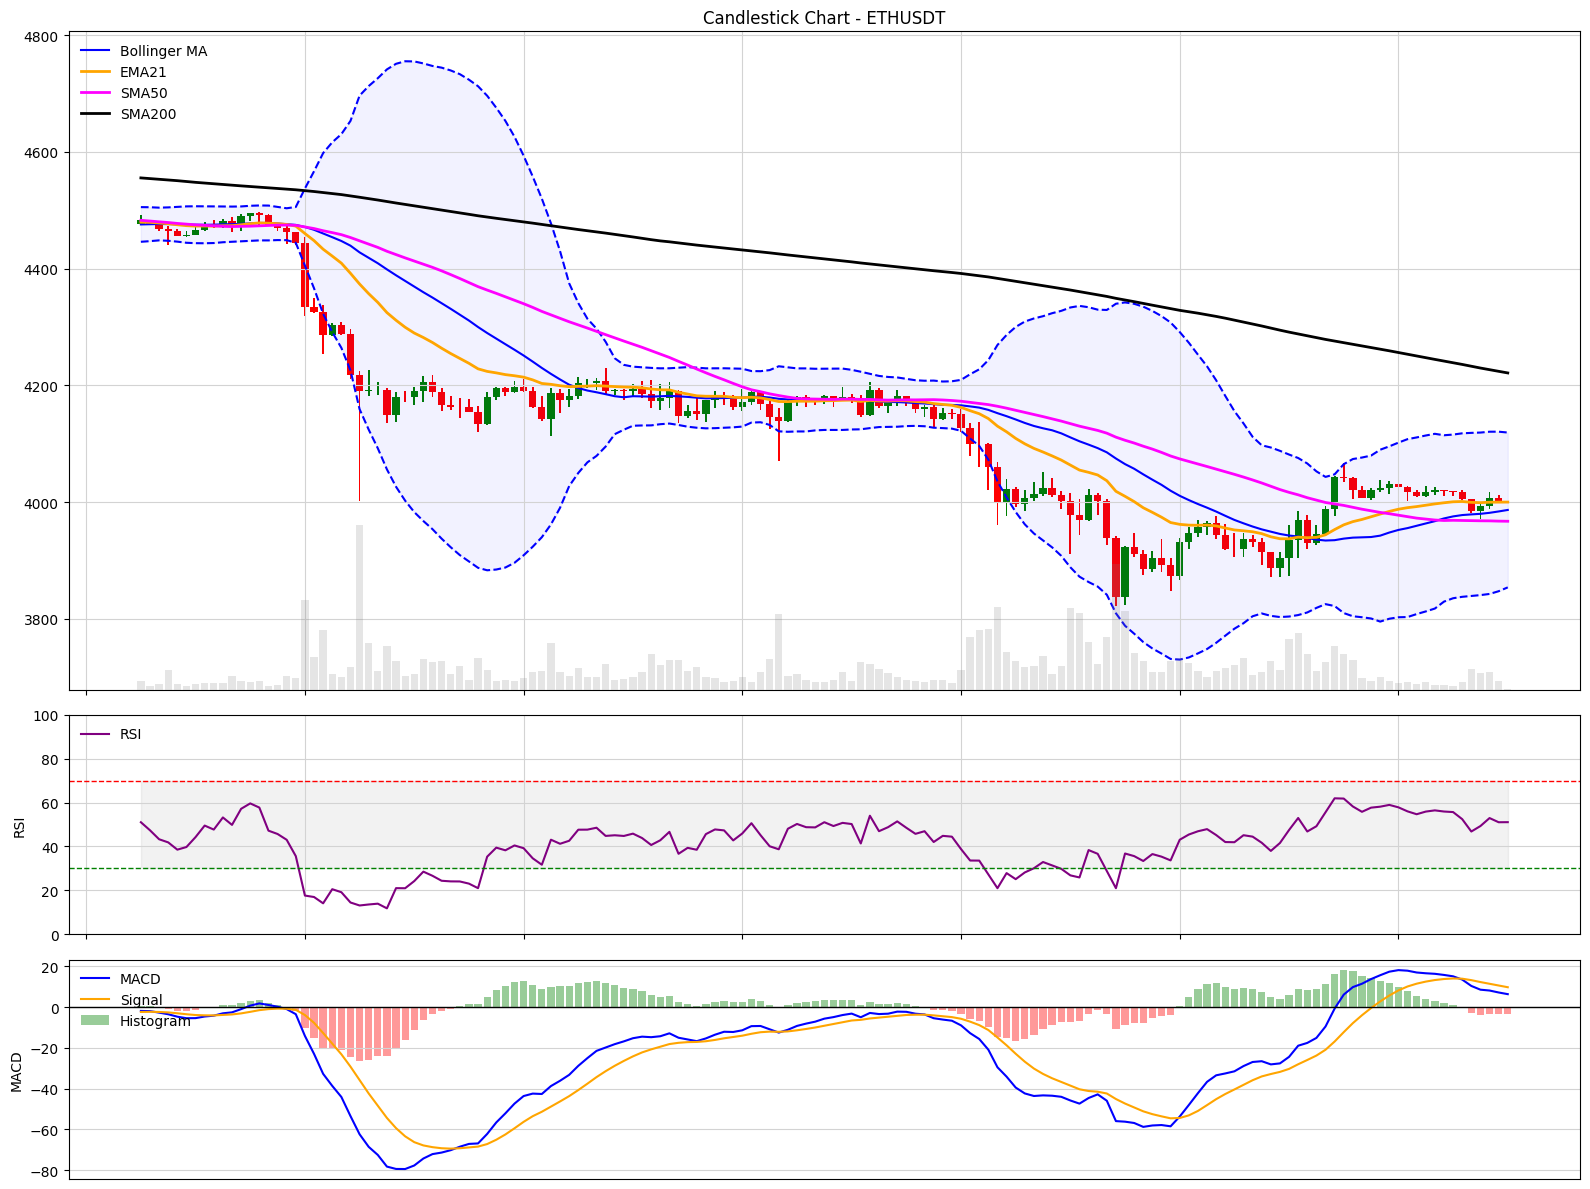 Candlestick Chart - ETHUSDT
4800
4600
4400
4200
4000
3800
Bollinger MA
EMA21
SMA50
SMA200
100
80
60
40
20
0
RSI
RSI
20
0
−20
−40
−60
−80
MACD
MACD
Signal
Histogram